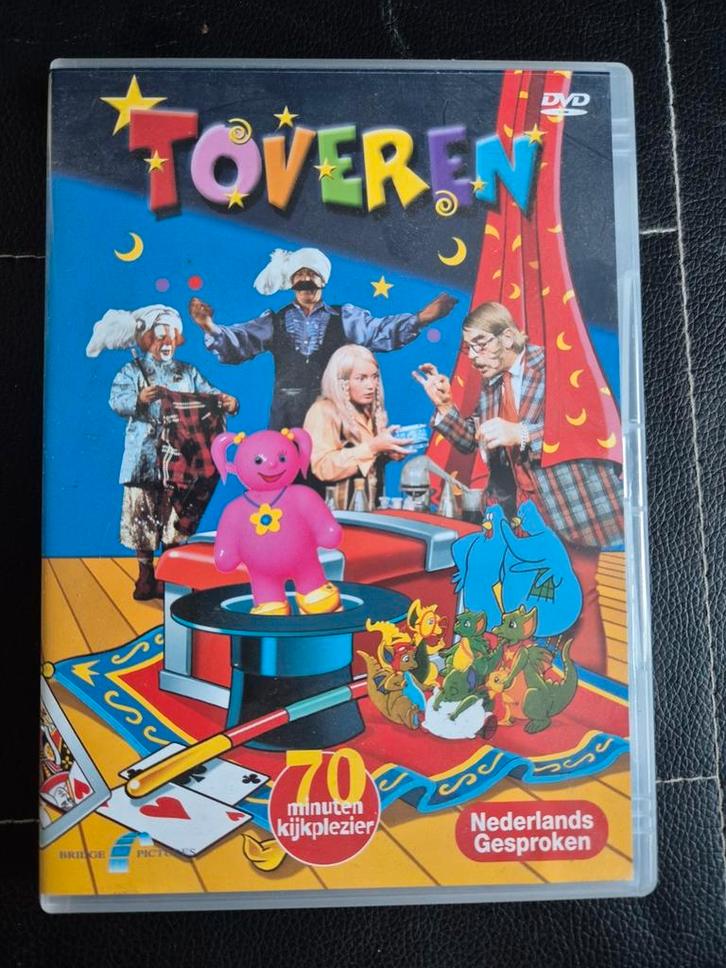 DVD
TOVEREN
70
minuten
kijkplezier
Nederlands
Gesproken
BRIDGE PICTURES